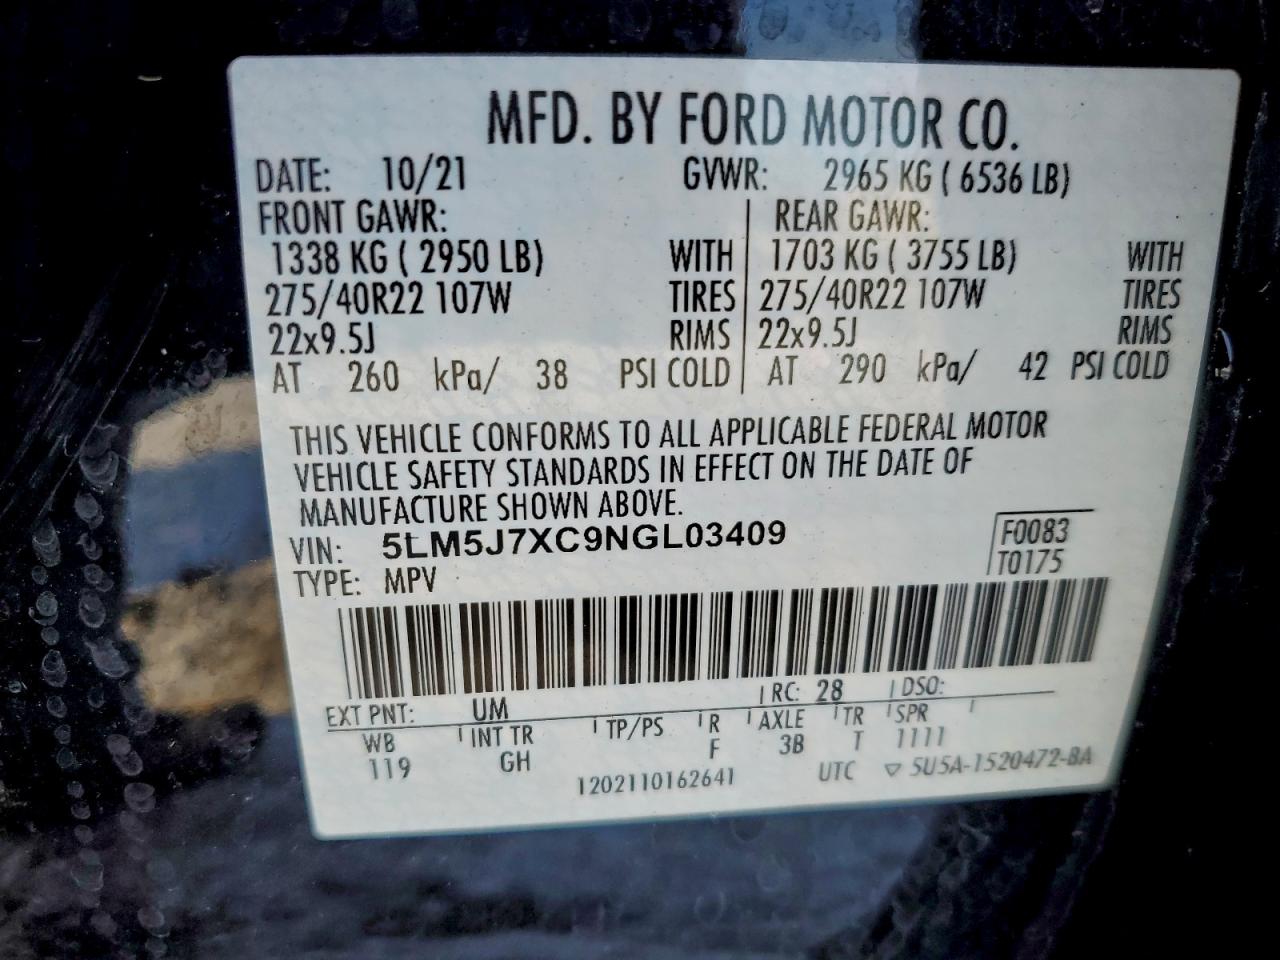 MFD. BY FORD MOTOR CO.
DATE: 10/21 GVWR: 2965 KG ( 6536 LB)
FRONT GAWR: REAR GAWR:
1338 KG ( 2950 LB) WITH 1703 KG ( 3755 LB) WITH
275/40R22 107W TIRES 275/40R22 107W TIRES
22x9.5J RIMS 22x9.5J RIMS
AT 260 kPa/ 38 PSI COLD AT 290 kPa/ 42 PSI COLD
THIS VEHICLE CONFORMS TO ALL APPLICABLE FEDERAL MOTOR
VEHICLE SAFETY STANDARDS IN EFFECT ON THE DATE OF
MANUFACTURE SHOWN ABOVE.
VIN: 5LM5J7XC9NGL03409 F0083
TYPE: MPV T0175
EXT PNT: UM RC: 28 DSO:
WB INT TR TP/PS R AXLE TR SPR
119 GH F 3B T 1111
1202110162641 UTC ▽ 5U5A-1520472-BA